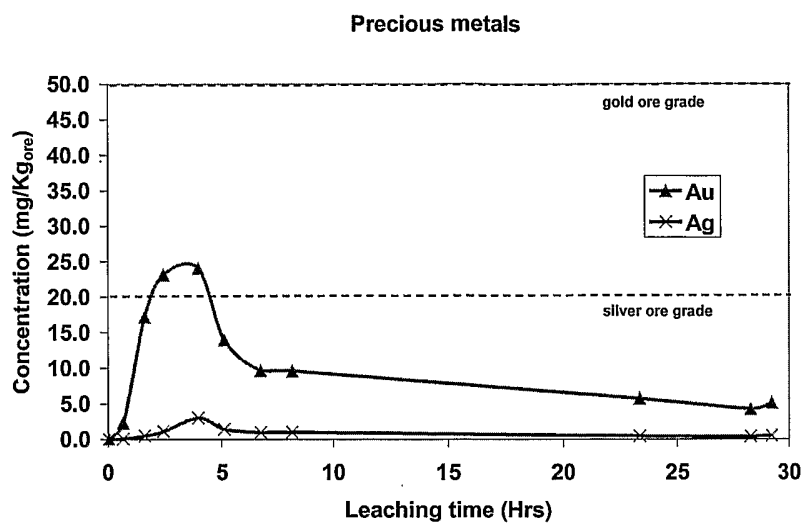 Precious metals
50.0
gold ore grade
45.0
40.0
35.0
Au
30.0
Ag
25.0
20.0
silver ore grade
15.0
10.0
5.0
0.0
0 5 10 15 20 25 30
Concentration (mg/Kgore)
Leaching time (Hrs)